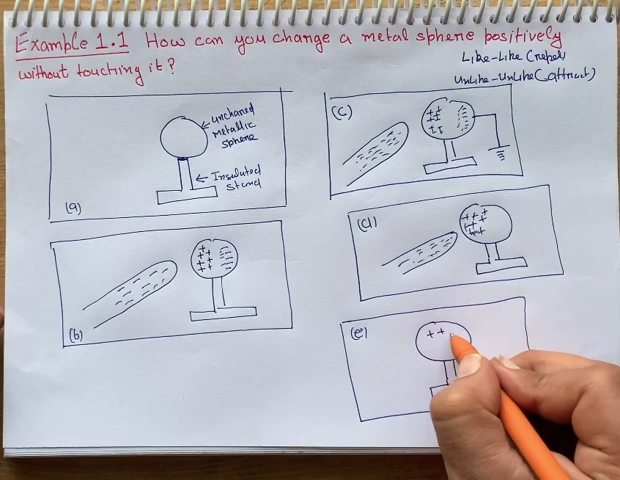 Example 1.1 How can you change a metal sphere positively
without touching it?
Like-Like (repel)
Unlike-Unlike (attract)
unchared
metallic
sphere
Insulated
stand
(a)
(b)
(c)
(d)
(e)